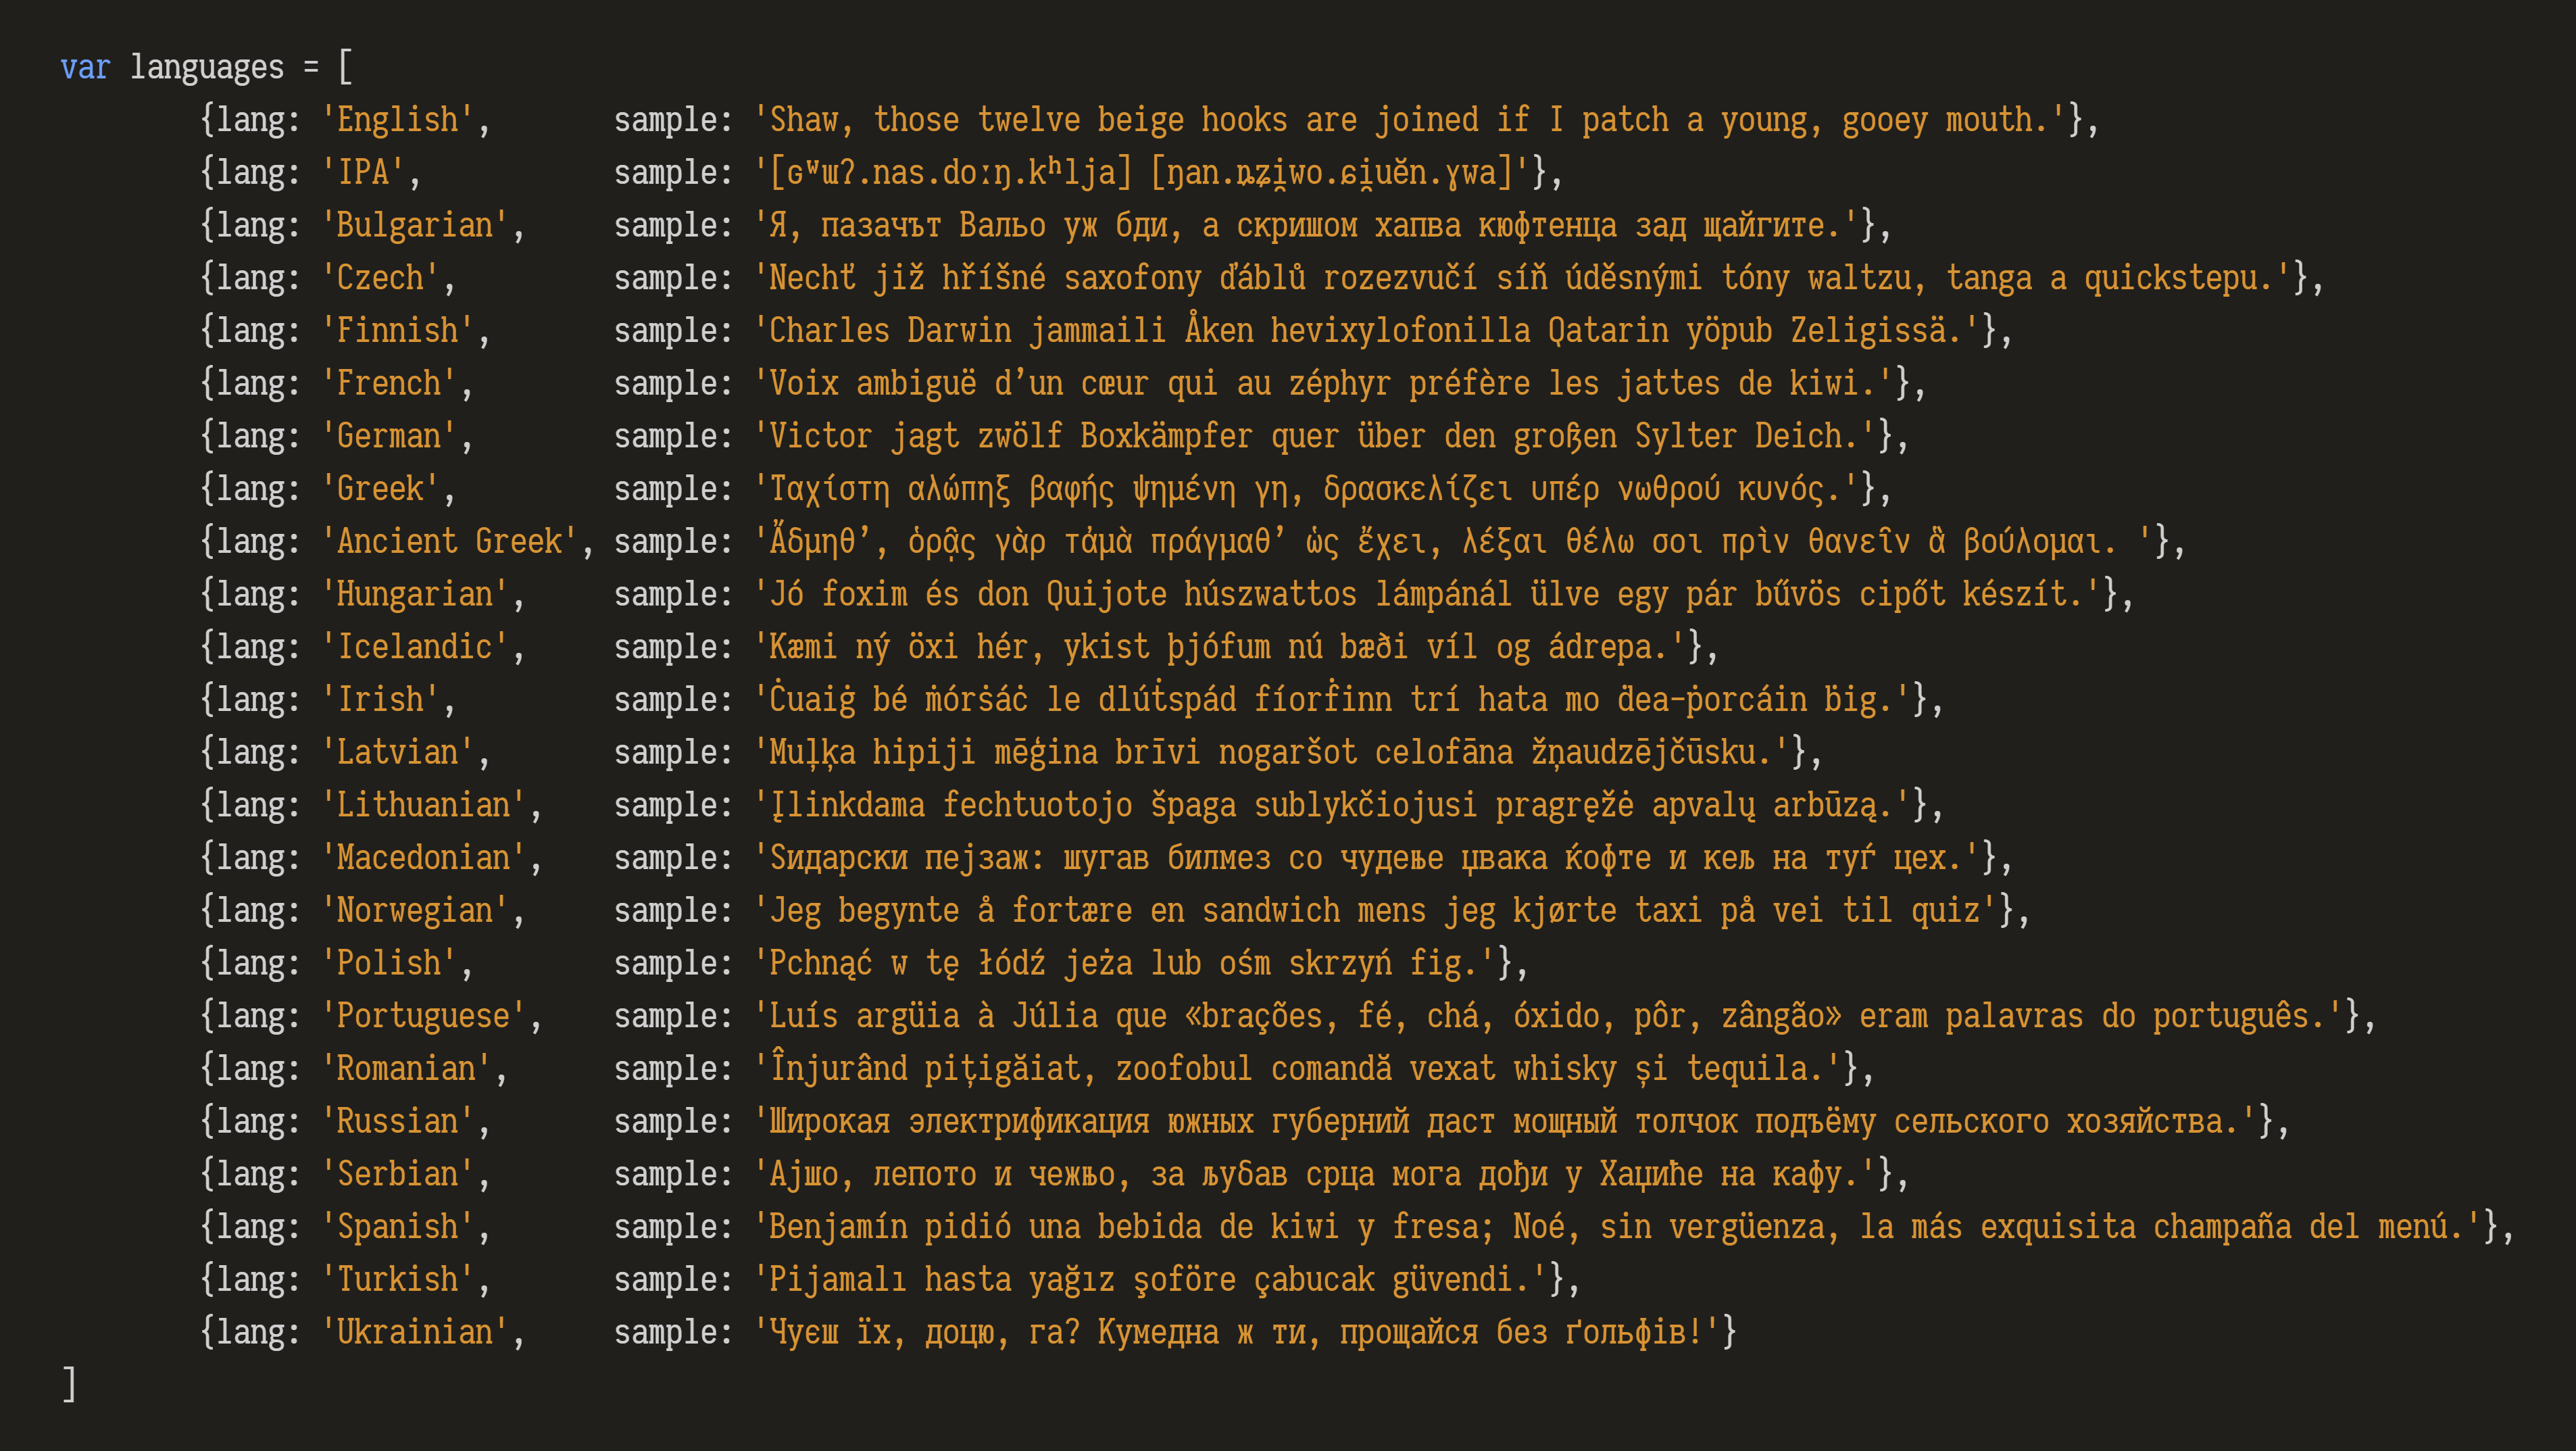 var languages = [
{lang: 'English', sample: 'Shaw, those twelve beige hooks are joined if I patch a young, gooey mouth.'},
{lang: 'IPA', sample: '[ɢʷɯʔ.nas.doːŋ.kʰlja] [ŋan.ȵʑi̯wo.ɕi̯uĕn.ɣwa]'},
{lang: 'Bulgarian', sample: 'Я, пазачът Вальо уж бди, а скришом хапва кюфтенца зад щайгите.'},
{lang: 'Czech', sample: 'Nechť již hříšné saxofony ďáblů rozezvučí síň úděsnými tóny waltzu, tanga a quickstepu.'},
{lang: 'Finnish', sample: 'Charles Darwin jammaili Åken hevixylofonilla Qatarin yöpub Zeligissä.'},
{lang: 'French', sample: 'Voix ambiguë d’un cœur qui au zéphyr préfère les jattes de kiwi.'},
{lang: 'German', sample: 'Victor jagt zwölf Boxkämpfer quer über den großen Sylter Deich.'},
{lang: 'Greek', sample: 'Ταχίστη αλώπηξ βαφής ψημένη γη, δρασκελίζει υπέρ νωθρού κυνός.'},
{lang: 'Ancient Greek', sample: 'Ἄδμηθ’, ὁρᾷς γὰρ τἀμὰ πράγμαθ’ ὡς ἔχει, λέξαι θέλω σοι πρὶν θανεῖν ἃ βούλομαι. '},
{lang: 'Hungarian', sample: 'Jó foxim és don Quijote húszwattos lámpánál ülve egy pár bűvös cipőt készít.'},
{lang: 'Icelandic', sample: 'Kæmi ný öxi hér, ykist þjófum nú bæði víl og ádrepa.'},
{lang: 'Irish', sample: 'Ċuaiġ bé ṁórṡáċ le dlúṫspád fíorḟinn trí hata mo ḋea-ṗorcáin ḃig.'},
{lang: 'Latvian', sample: 'Muļķa hipiji mēģina brīvi nogaršot celofāna žņaudzējčūsku.'},
{lang: 'Lithuanian', sample: 'Įlinkdama fechtuotojo špaga sublykčiojusi pragręžė apvalų arbūzą.'},
{lang: 'Macedonian', sample: 'Ѕидарски пејзаж: шугав билмез со чудење џвака ќофте и кељ на туѓ цех.'},
{lang: 'Norwegian', sample: 'Jeg begynte å fortære en sandwich mens jeg kjørte taxi på vei til quiz'},
{lang: 'Polish', sample: 'Pchnąć w tę łódź jeża lub ośm skrzyń fig.'},
{lang: 'Portuguese', sample: 'Luís argüia à Júlia que «brações, fé, chá, óxido, pôr, zângão» eram palavras do português.'},
{lang: 'Romanian', sample: 'Înjurând pițigăiat, zoofobul comandă vexat whisky și tequila.'},
{lang: 'Russian', sample: 'Широкая электрификация южных губерний даст мощный толчок подъёму сельского хозяйства.'},
{lang: 'Serbian', sample: 'Ајшо, лепото и чежњо, за љубав срца мога дођи у Хаџиће на кафу.'},
{lang: 'Spanish', sample: 'Benjamín pidió una bebida de kiwi y fresa; Noé, sin vergüenza, la más exquisita champaña del menú.'},
{lang: 'Turkish', sample: 'Pijamalı hasta yağız şoföre çabucak güvendi.'},
{lang: 'Ukrainian', sample: 'Чуєш їх, доцю, га? Кумедна ж ти, прощайся без ґольфів!'}
]